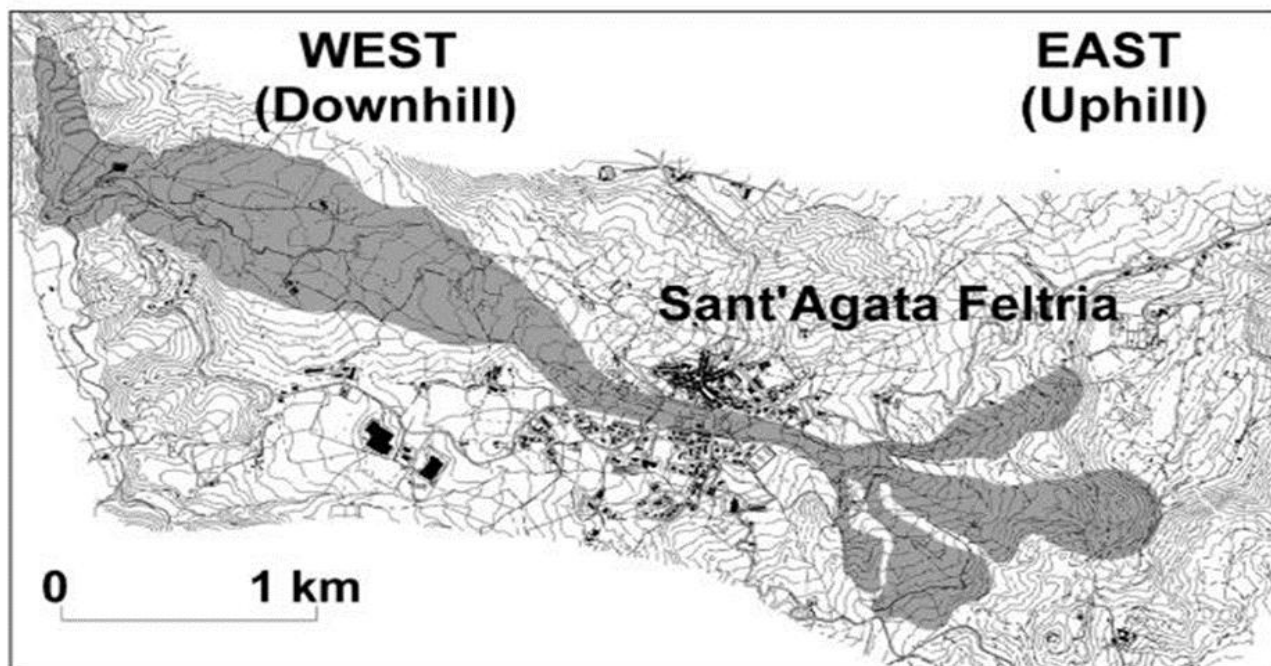 WEST
(Downhill)
EAST
(Uphill)
Sant'Agata Feltria
0 1 km